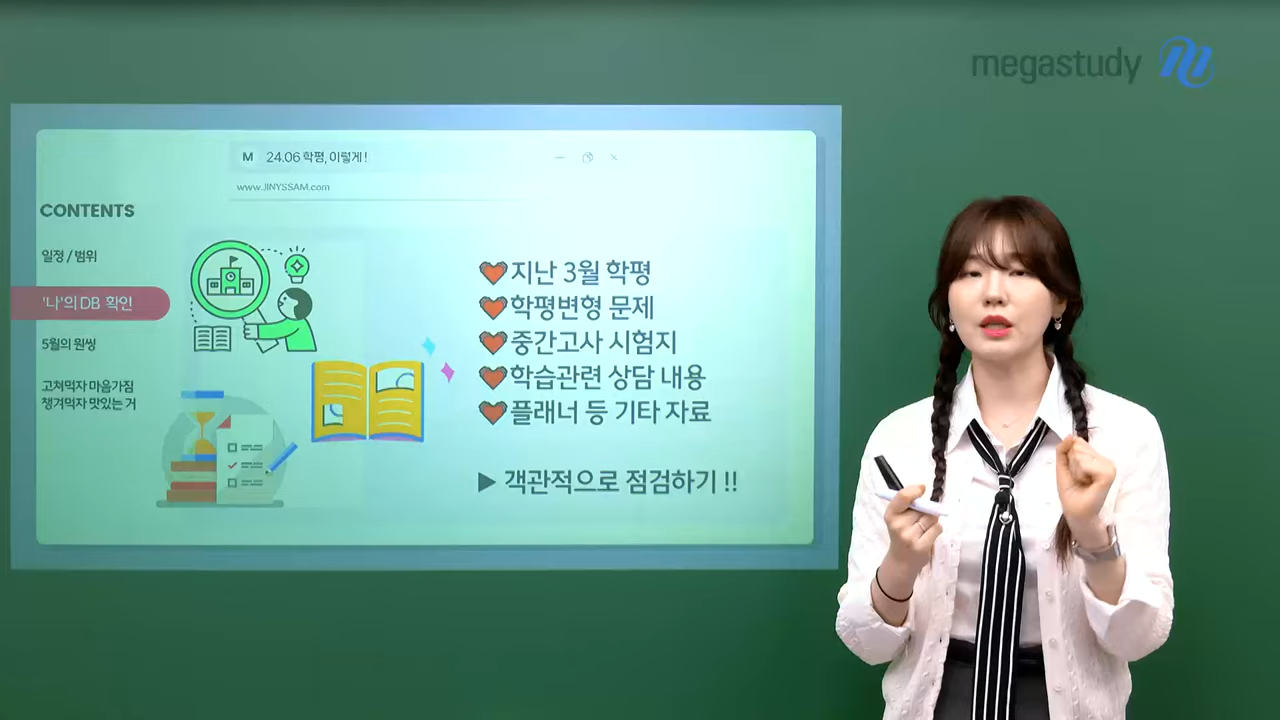 megastudy
M 24.06 학평, 이렇게!
www.JINYSSAM.com
CONTENTS
일정 / 범위
'나'의 DB 확인
5월의 원씽
고쳐먹자 마음가짐
챙겨먹자 맛있는 거
지난 3월 학평
학평변형 문제
중간고사 시험지
학습관련 상담 내용
플래너 등 기타 자료
▶ 객관적으로 점검하기 !!